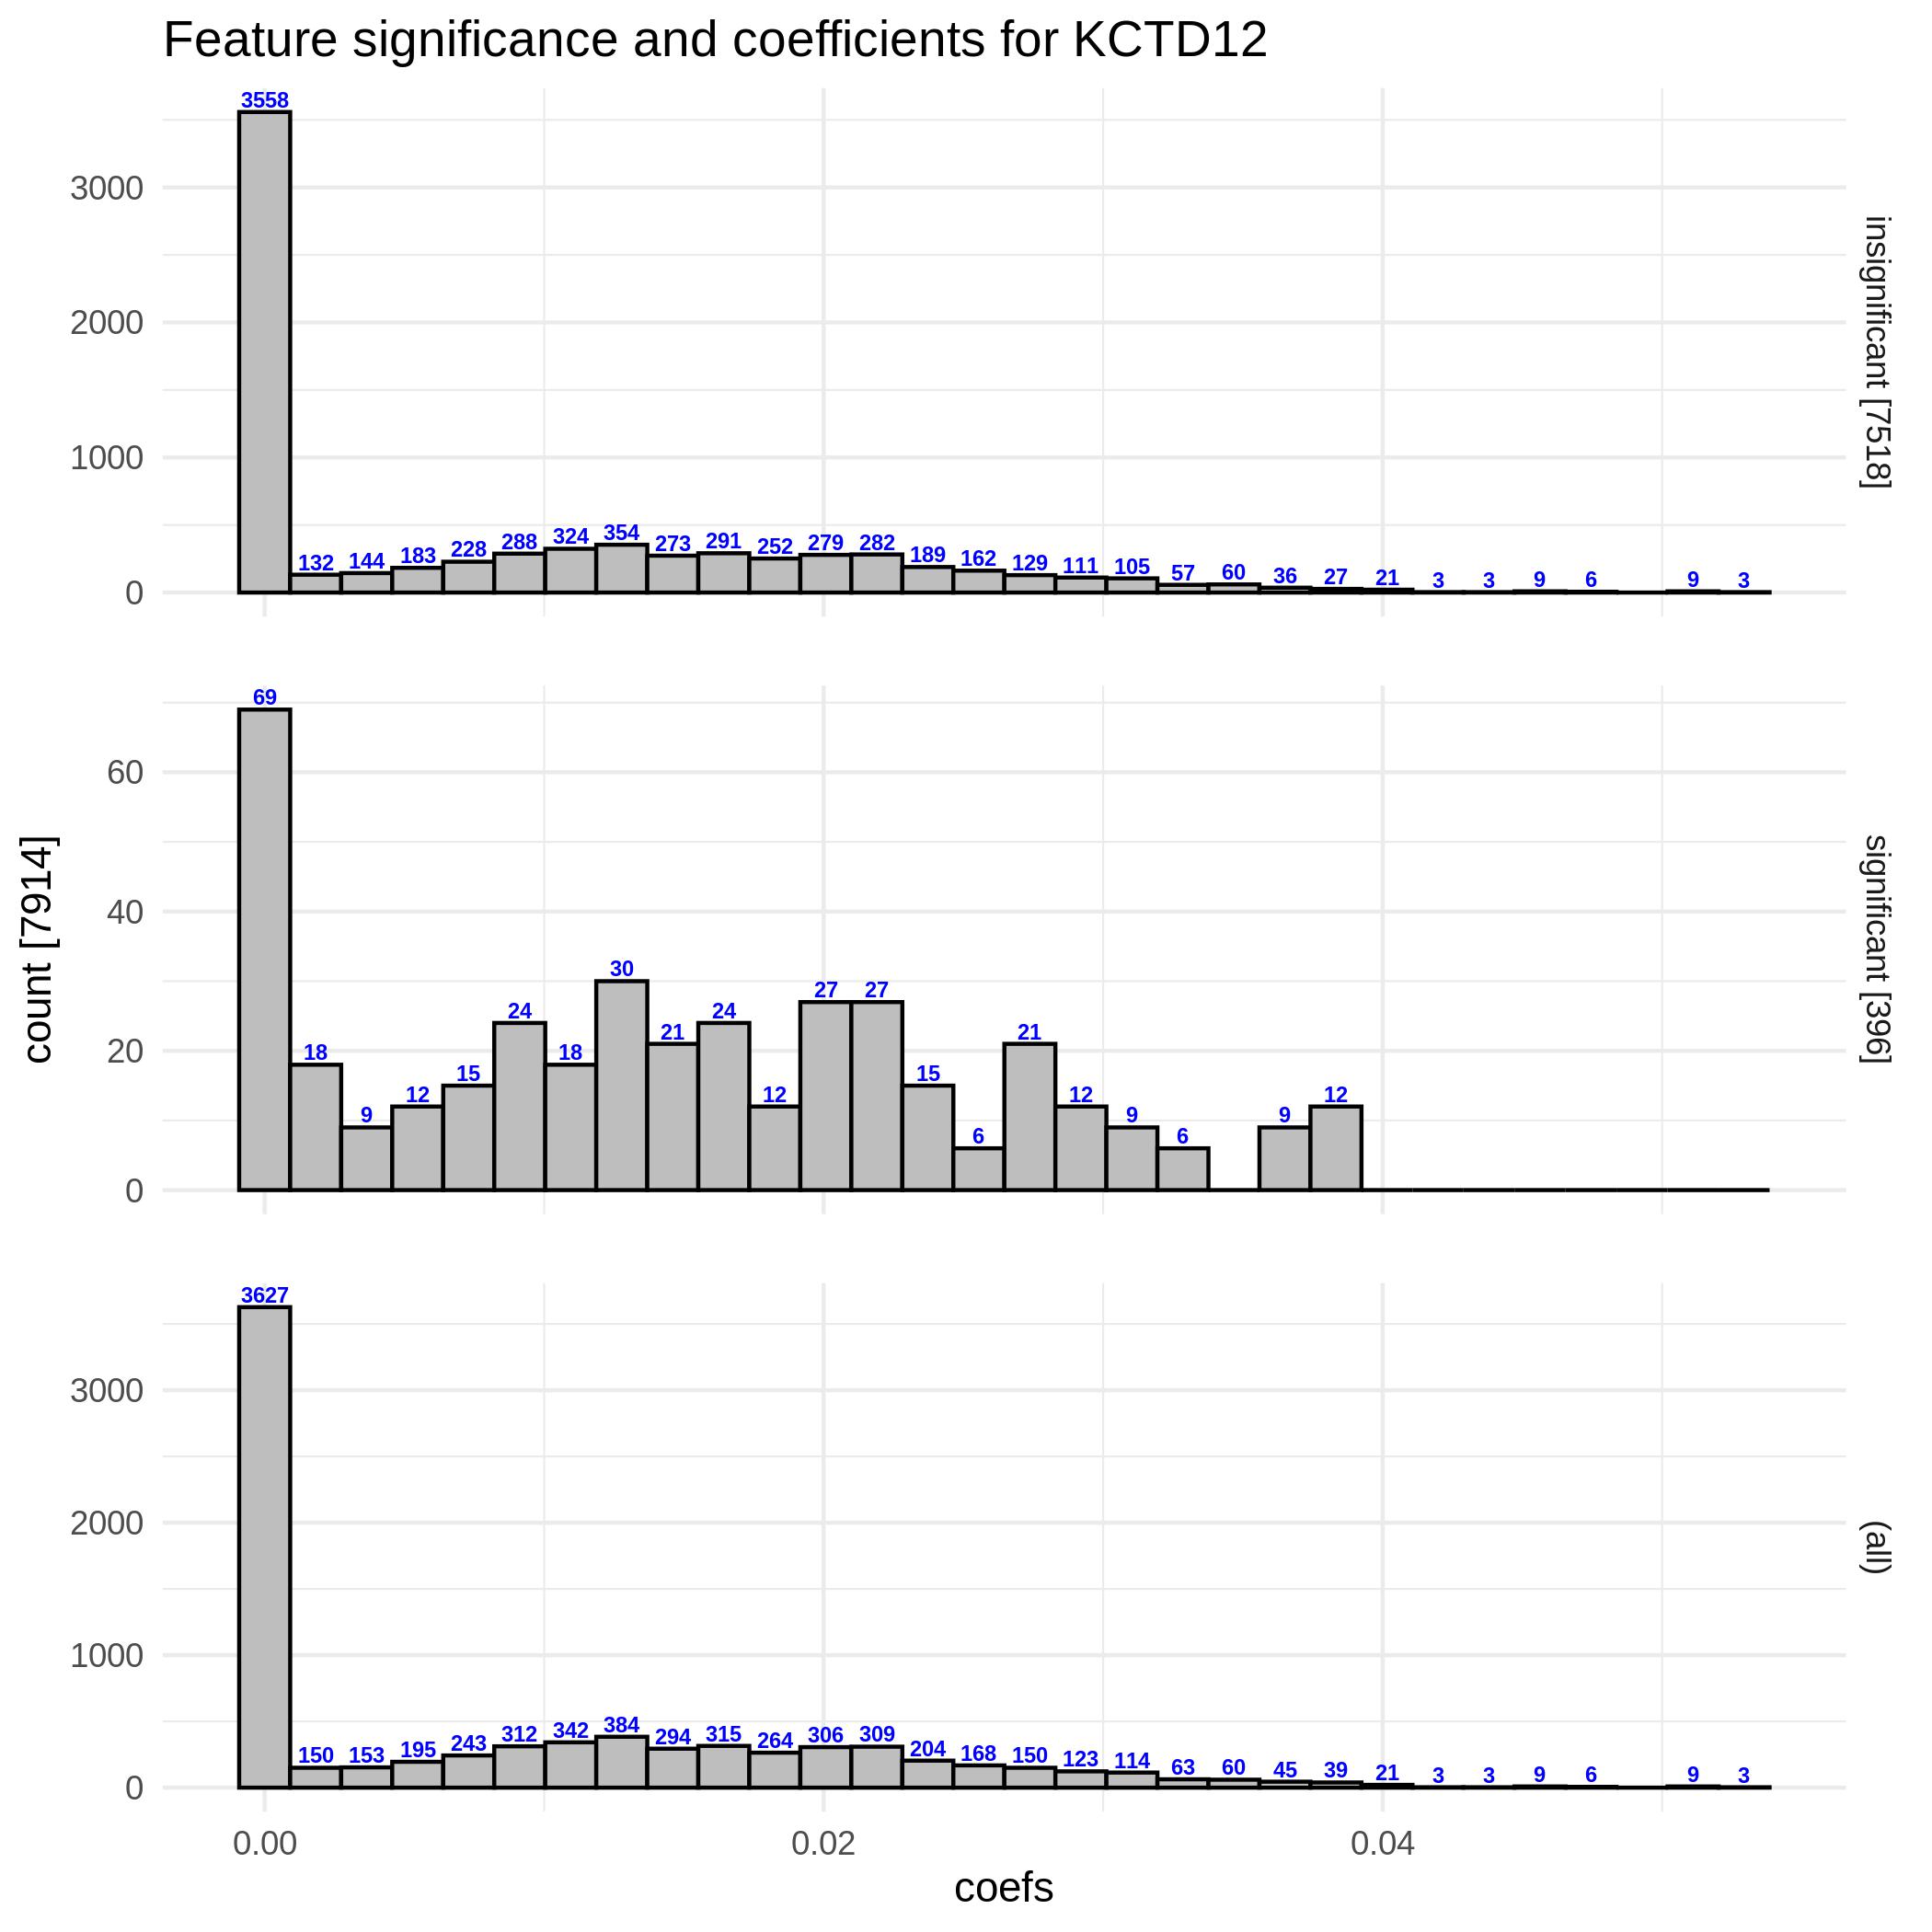 Feature significance and coefficients for KCTD12
3558
3000
2000
1000
0
132 144 183 228 288 324 354 273 291 252 279 282 189 162 129 111 105 57 60 36 27 21 3 3 9 6 9 3
insignificant [7518]
count [7914]
69
60
40
20
0
18 9 12 15 24 18 30 21 24 12 27 27 15 6 21 12 9 6 9 12
significant [396]
3627
3000
2000
1000
0
150 153 195 243 312 342 384 294 315 264 306 309 204 168 150 123 114 63 60 45 39 21 3 3 9 6 9 3
(all)
0.00 0.02 0.04
coefs